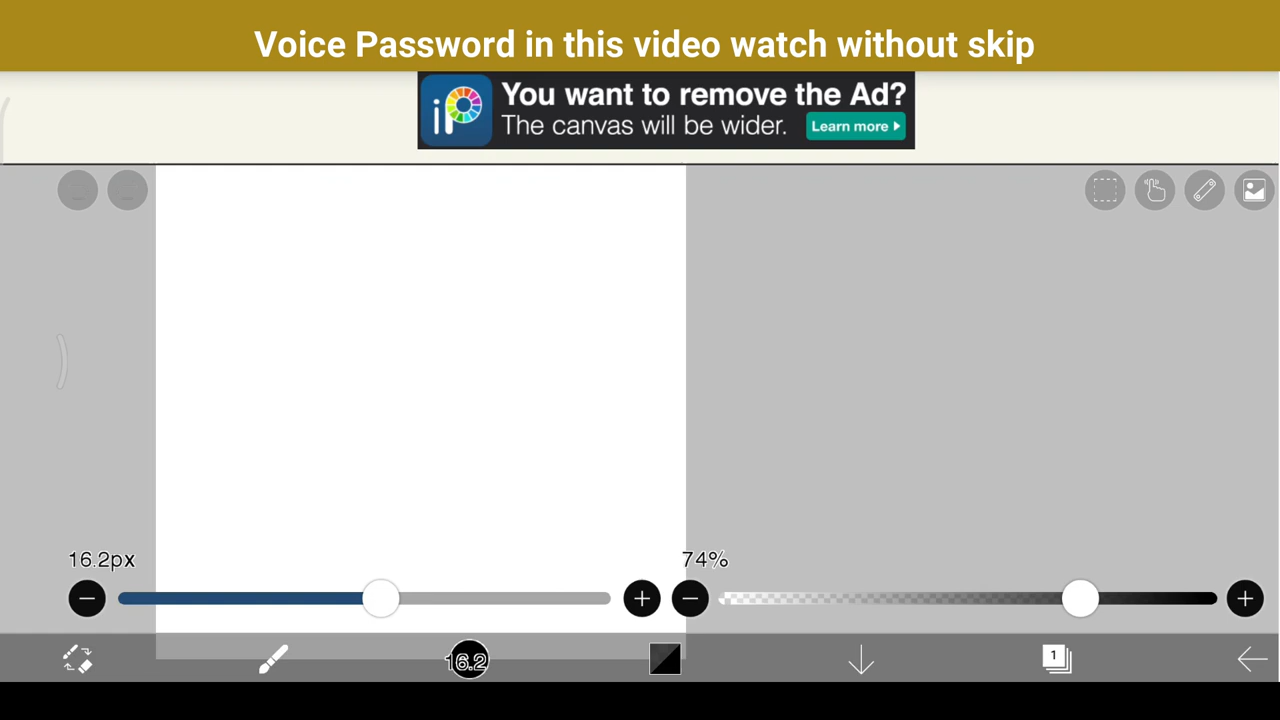 Voice Password in this video watch without skip
iP
You want to remove the Ad?
The canvas will be wider. Learn more
16.2px
74%
16.2
1